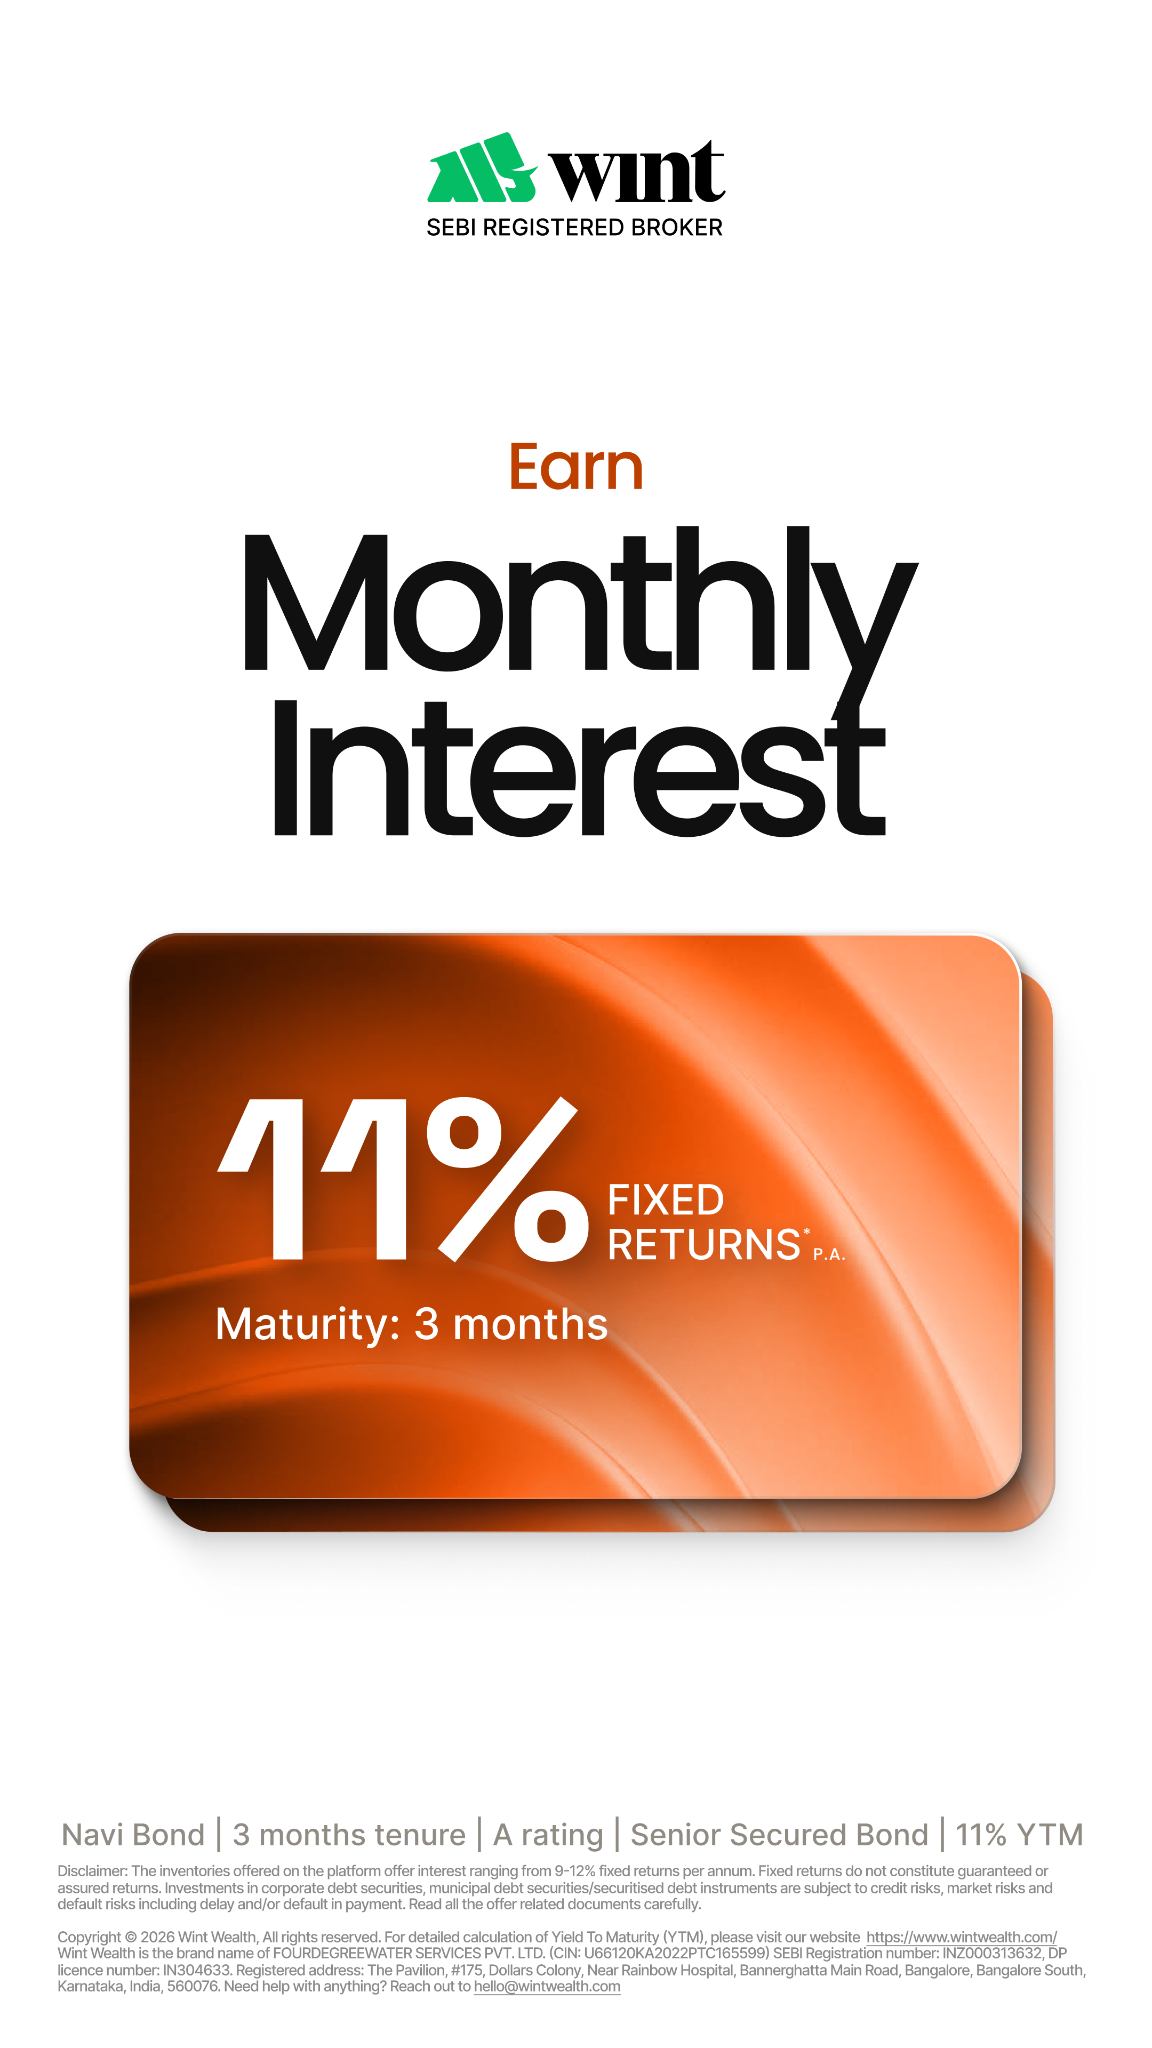 wint
SEBI REGISTERED BROKER
Earn
Monthly
Interest
11% FIXED
RETURNS* P.A.
Maturity: 3 months
Navi Bond | 3 months tenure | A rating | Senior Secured Bond | 11% YTM
Disclaimer: The inventories offered on the platform offer interest ranging from 9-12% fixed returns per annum. Fixed returns do not constitute guaranteed or
assured returns. Investments in corporate debt securities, municipal debt securities/securitised debt instruments are subject to credit risks, market risks and
default risks including delay and/or default in payment. Read all the offer related documents carefully.
Copyright © 2026 Wint Wealth, All rights reserved. For detailed calculation of Yield To Maturity (YTM), please visit our website https://www.wintwealth.com/
Wint Wealth is the brand name of FOURDEGREEWATER SERVICES PVT. LTD. (CIN: U66120KA2022PTC165599) SEBI Registration number: INZ000313632, DP
licence number: IN304633. Registered address: The Pavilion, #175, Dollars Colony, Near Rainbow Hospital, Bannerghatta Main Road, Bangalore, Bangalore South,
Karnataka, India, 560076. Need help with anything? Reach out to hello@wintwealth.com